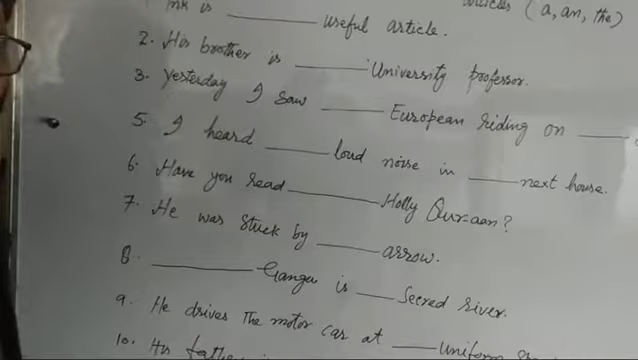 articles (a, an, the)
Ink is ______ useful article.
2. His brother is ______ University professor.
3. Yesterday I saw ______ European riding on ______
5. I heard ______ loud noise in ______ next house.
6. Have you read ______ Holly Qur-aan?
7. He was stuck by ______ arrow.
8. ______ Ganga is ______ Secred river.
9. He drives The motor car at ______ uniform
10. His father